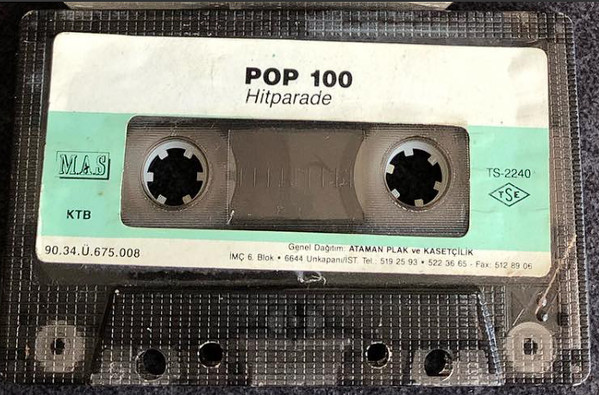 POP 100
Hitparade
MAS
TS-2240
TSE
KTB
90.34.Ü.675.008
Genel Dağıtım: ATAMAN PLAK ve KASETÇİLİK
İMÇ 6. Blok • 6644 Unkapanı/İST. Tel.: 519 25 93 • 522 36 65 - Fax: 512 89 06